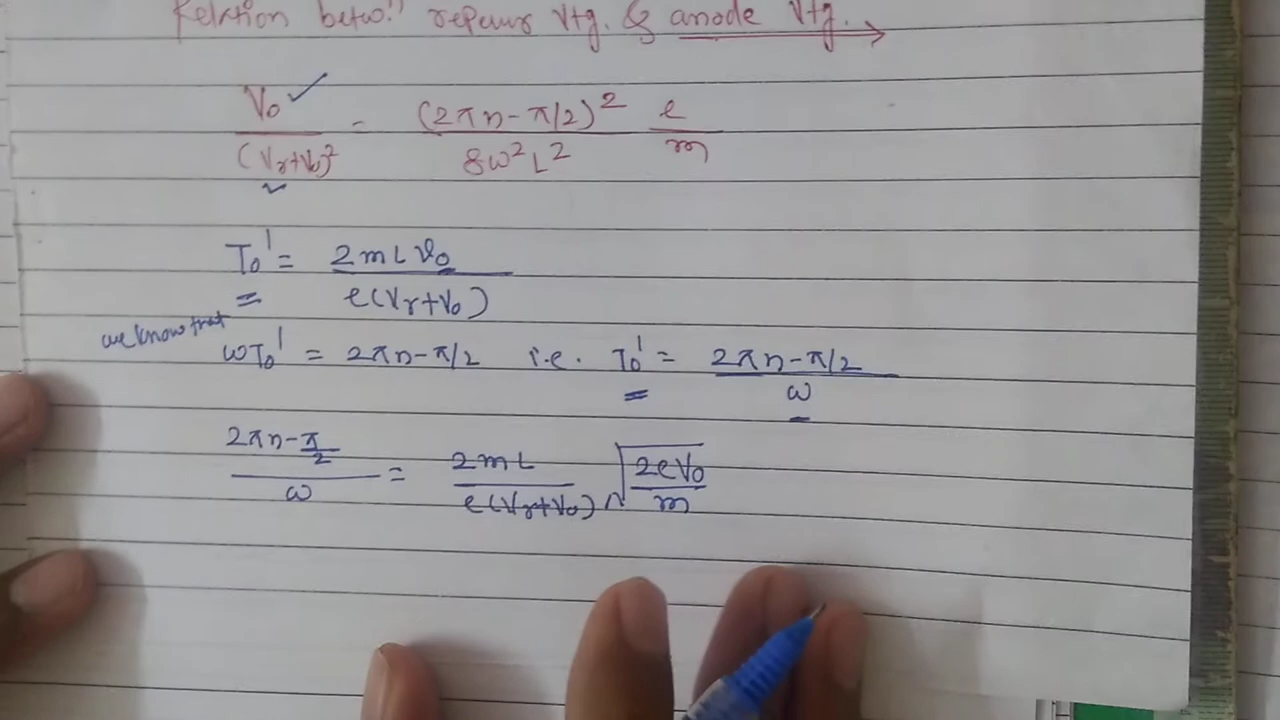 Relation betwn repeller Vtg. & anode Vtg.
V₀ / (Vr+V₀)² = (2πn-π/2)² / 8ω²L² e/m
T₀' = 2mLv₀ / e(Vr+V₀)
we know that
ωT₀' = 2πn-π/2 i.e. T₀' = 2πn-π/2 / ω
2πn-π/2 / ω = 2mL / e(Vr+V₀) √2eV₀/m